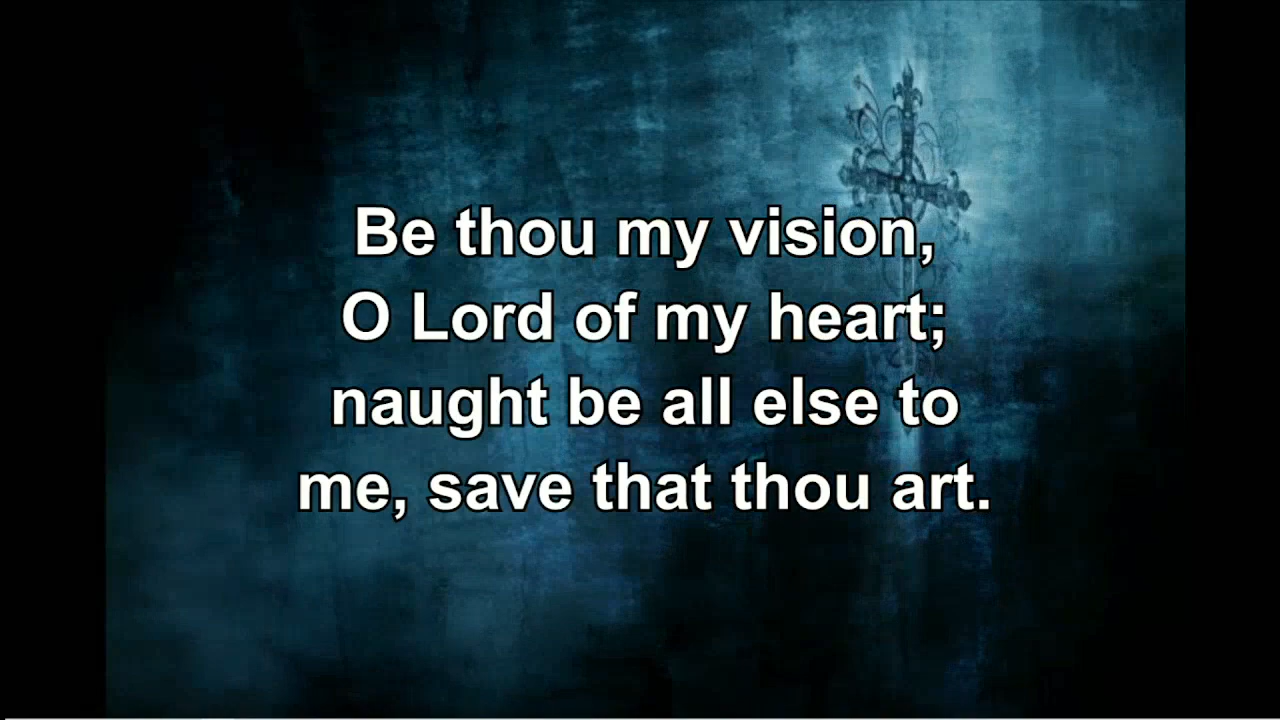 Be thou my vision,
O Lord of my heart;
naught be all else to
me, save that thou art.